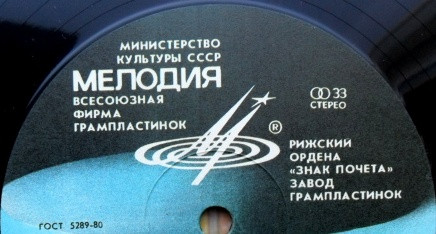 МИНИСТЕРСТВО
КУЛЬТУРЫ СССР
МЕЛОДИЯ
ВСЕСОЮЗНАЯ
ФИРМА
ГРАМПЛАСТИНОК
33
СТЕРЕО
®
РИЖСКИЙ
ОРДЕНА
«ЗНАК ПОЧЕТА»
ЗАВОД
ГРАМПЛАСТИНОК
ГОСТ 5289-80